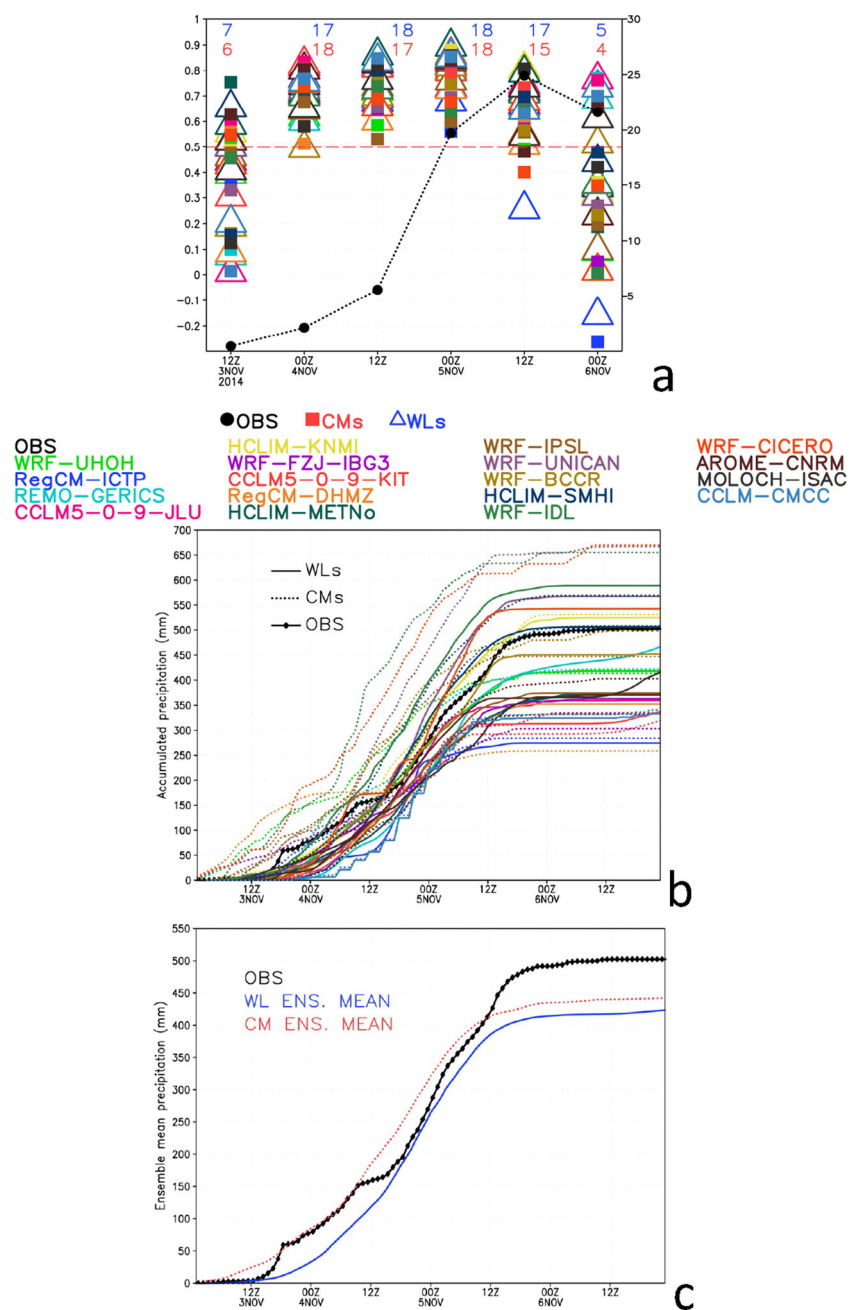 7 17 18 18 17 5
6 18 17 18 15 4
1
0.9
0.8
0.7
0.6
0.5
0.4
0.3
0.2
0.1
0
-0.1
-0.2
30
25
20
15
10
5
12Z 00Z 12Z 00Z 12Z 00Z
3NOV 4NOV 5NOV 6NOV
2014
a
OBS CMs WLs
OBS HCLIM-KNMI WRF-IPSL WRF-CICERO
WRF-UHOH WRF-FZJ-IBG3 WRF-UNICAN AROME-CNRM
RegCM-ICTP CCLM5-0-9-KIT WRF-BCCR MOLOCH-ISAC
REMO-GERICS RegCM-DHMZ HCLIM-SMHI CCLM-CMCC
CCLM5-0-9-JLU HCLIM-METNo WRF-IDL
Accumulated precipitation (mm)
700
650
600
550
500
450
400
350
300
250
200
150
100
50
0
WLs
CMs
OBS
12Z 00Z 12Z 00Z 12Z 00Z 12Z
3NOV 4NOV 5NOV 6NOV
b
Ensemble mean precipitation (mm)
550
500
450
400
350
300
250
200
150
100
50
0
OBS
WL ENS. MEAN
CM ENS. MEAN
12Z 00Z 12Z 00Z 12Z 00Z 12Z
3NOV 4NOV 5NOV 6NOV
c